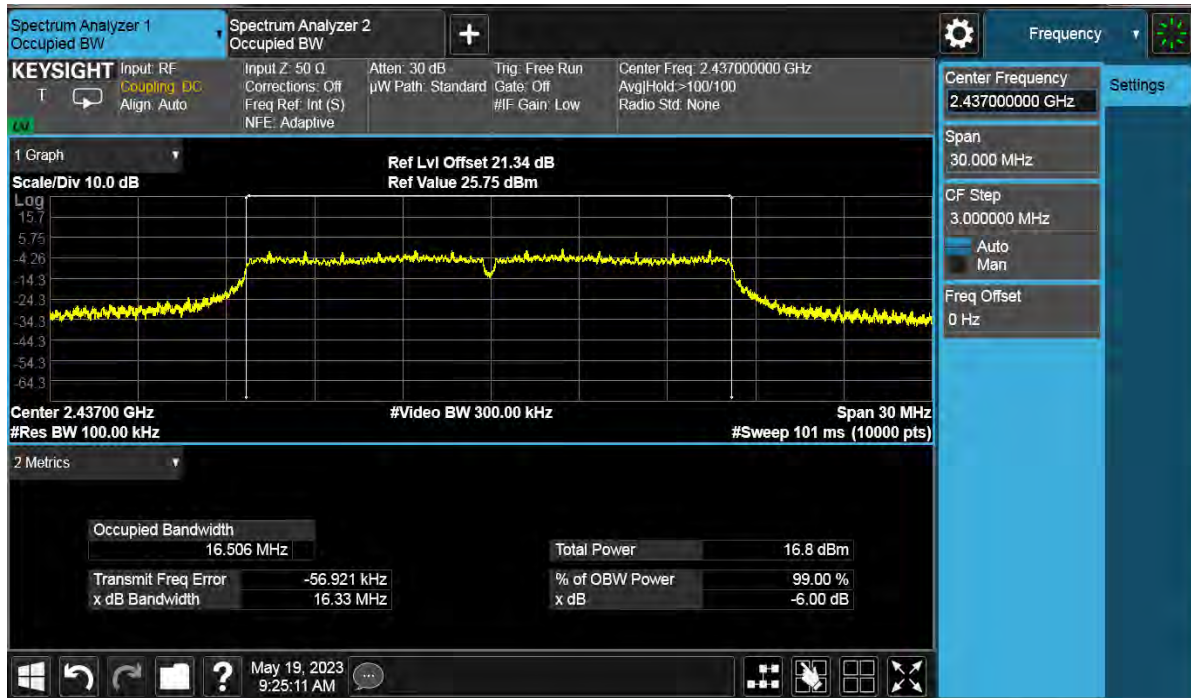 Spectrum Analyzer 1
Occupied BW
Spectrum Analyzer 2
Occupied BW
+
Frequency
KEYSIGHT
T
Input: RF
Coupling: DC
Align: Auto
Input Z: 50 Ω
Corrections: Off
Freq Ref: Int (S)
NFE: Adaptive
Atten: 30 dB
µW Path: Standard
Trig: Free Run
Gate: Off
#IF Gain: Low
Center Freq: 2.437000000 GHz
Avg|Hold:>100/100
Radio Std: None
Center Frequency
2.437000000 GHz
Settings
Span
30.000 MHz
CF Step
3.000000 MHz
Auto
Man
Freq Offset
0 Hz
1 Graph
Scale/Div 10.0 dB
Ref Lvl Offset 21.34 dB
Ref Value 25.75 dBm
Log
15.7
5.75
-4.26
-14.3
-24.3
-34.3
-44.3
-54.3
-64.3
Center 2.43700 GHz
#Video BW 300.00 kHz
Span 30 MHz
#Res BW 100.00 kHz
#Sweep 101 ms (10000 pts)
2 Metrics
Occupied Bandwidth
16.506 MHz
Total Power 16.8 dBm
Transmit Freq Error -56.921 kHz
% of OBW Power 99.00 %
x dB Bandwidth 16.33 MHz
x dB -6.00 dB
?
May 19, 2023
9:25:11 AM